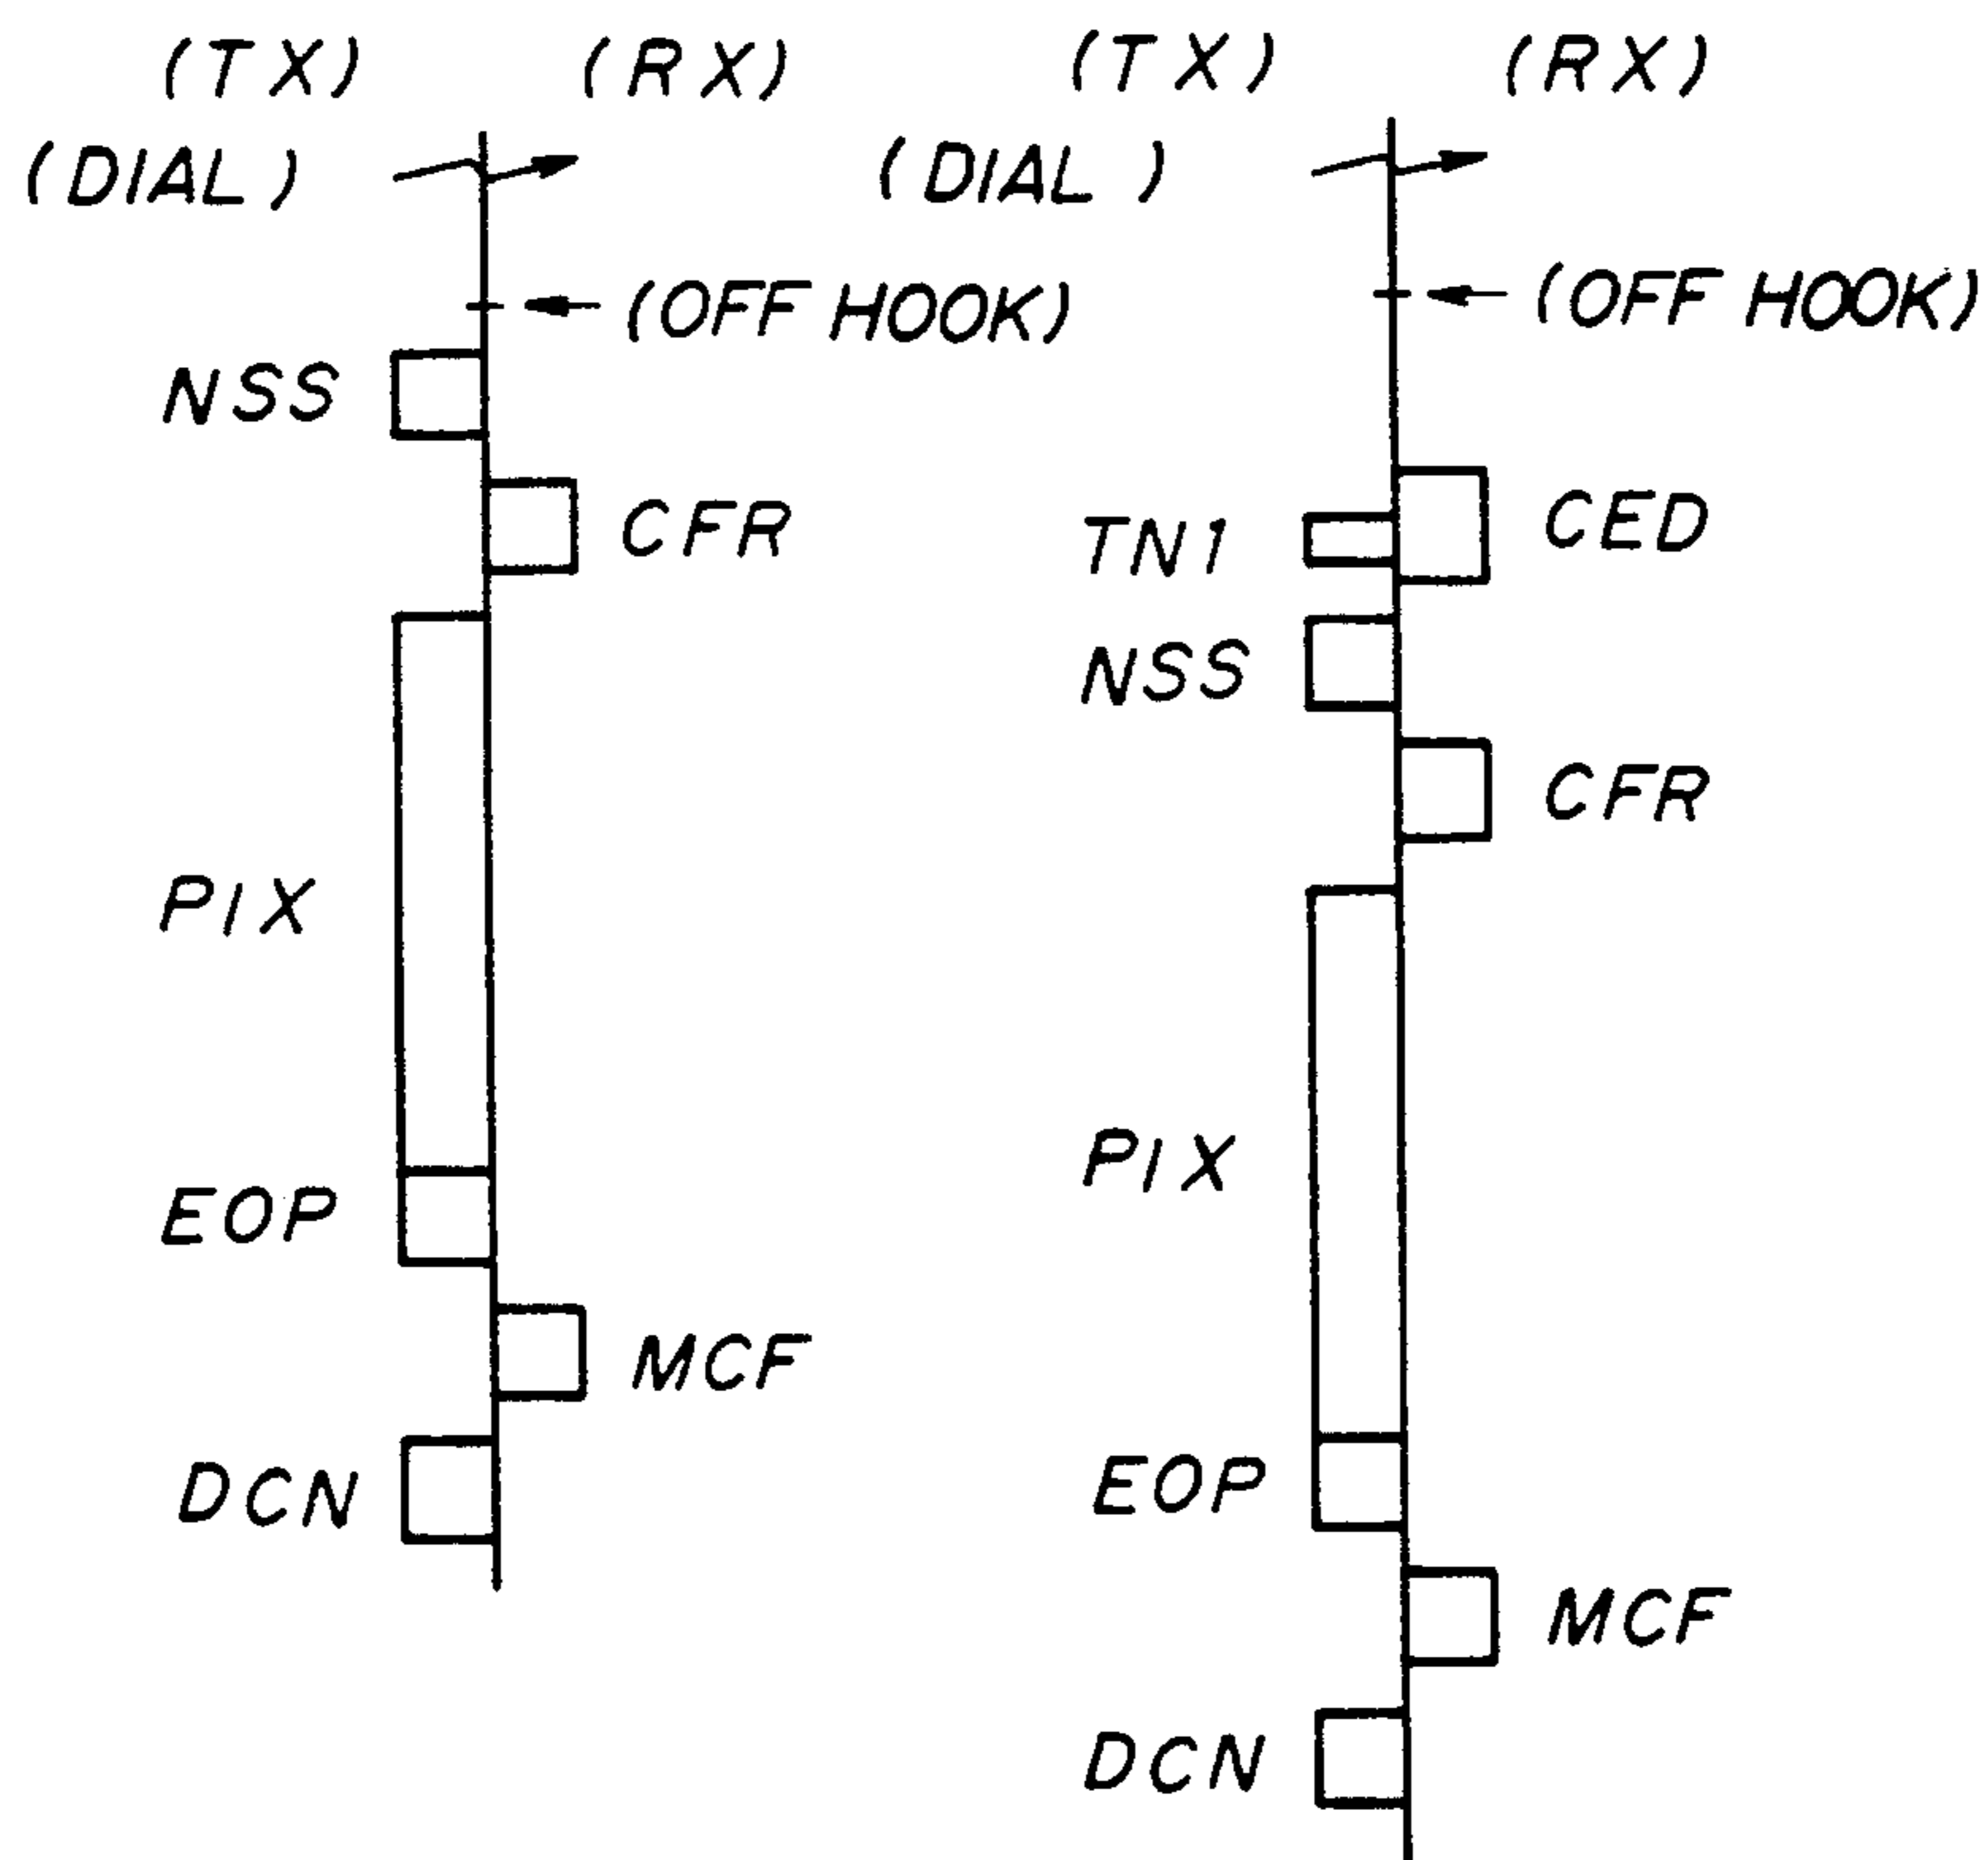 (TX) (RX)
(DIAL)
(OFF HOOK)
NSS
CFR
PIX
EOP
MCF
DCN
(TX) (RX)
(DIAL)
(OFF HOOK)
CED
TN1
NSS
CFR
PIX
EOP
MCF
DCN